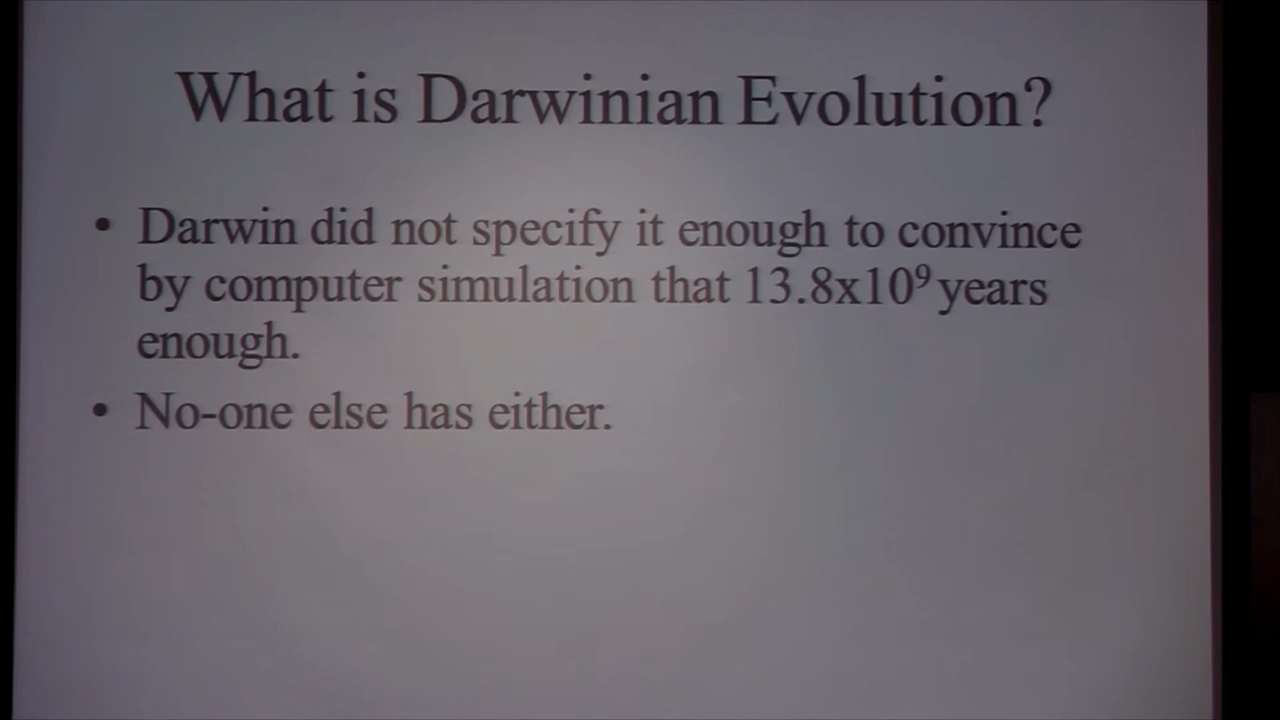 What is Darwinian Evolution?
• Darwin did not specify it enough to convince
by computer simulation that 13.8x10⁹ years
enough.
• No-one else has either.